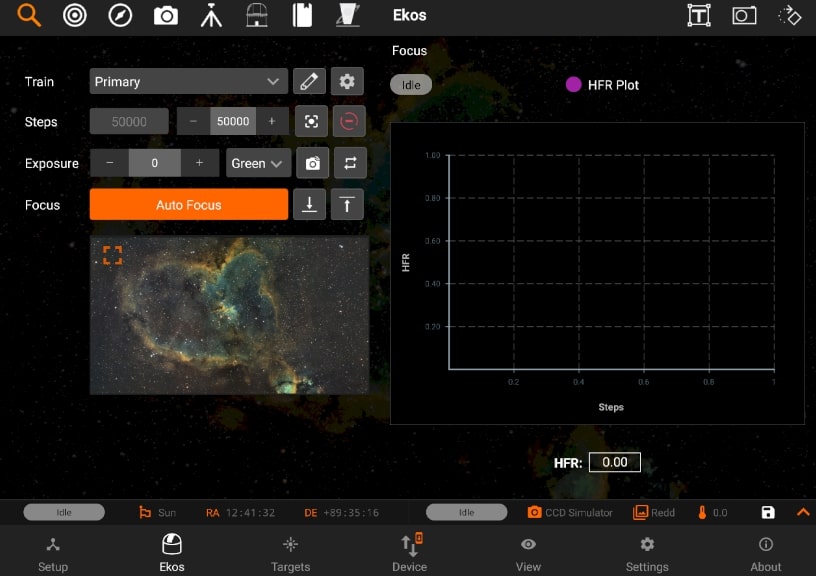 Ekos
T
Focus
Train Primary
Idle
HFR Plot
Steps 50000 − 50000 +
Exposure − 0 + Green
Focus Auto Focus
1.00
0.80
0.60
HFR
0.40
0.20
0.2 0.4 0.6 0.8 1
Steps
HFR: 0.00
Idle Sun RA 12:41:32 DE +89:35:16 Idle CCD Simulator Redd 0.0
Setup Ekos Targets Device View Settings About